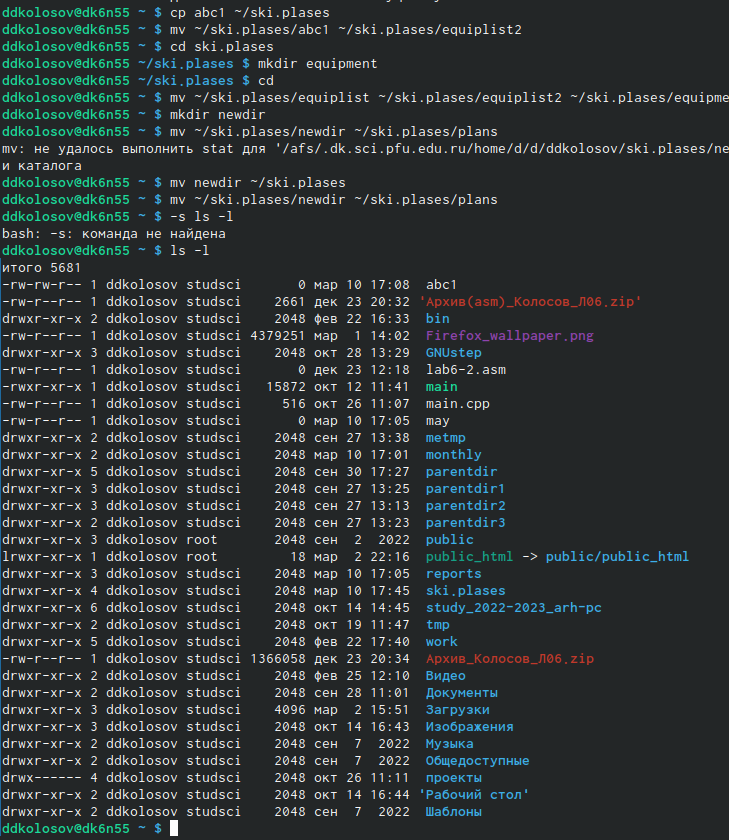 ddkolosov@dk6n55 ~ $ cp abc1 ~/ski.plases
ddkolosov@dk6n55 ~ $ mv ~/ski.plases/abc1 ~/ski.plases/equiplist2
ddkolosov@dk6n55 ~ $ cd ski.plases
ddkolosov@dk6n55 ~/ski.plases $ mkdir equipment
ddkolosov@dk6n55 ~/ski.plases $ cd
ddkolosov@dk6n55 ~ $ mv ~/ski.plases/equiplist ~/ski.plases/equiplist2 ~/ski.plases/equipme
ddkolosov@dk6n55 ~ $ mkdir newdir
ddkolosov@dk6n55 ~ $ mv ~/ski.plases/newdir ~/ski.plases/plans
mv: не удалось выполнить stat для '/afs/.dk.sci.pfu.edu.ru/home/d/d/ddkolosov/ski.plases/ne
и каталога
ddkolosov@dk6n55 ~ $ mv newdir ~/ski.plases
ddkolosov@dk6n55 ~ $ mv ~/ski.plases/newdir ~/ski.plases/plans
ddkolosov@dk6n55 ~ $ -s ls -l
bash: -s: команда не найдена
ddkolosov@dk6n55 ~ $ ls -l
итого 5681
-rw-rw-r-- 1 ddkolosov studsci 0 мар 10 17:08 abc1
-rw-r--r-- 1 ddkolosov studsci 2661 дек 23 20:32 'Архив(asm)_Колосов_Л06.zip'
drwxr-xr-x 2 ddkolosov studsci 2048 фев 22 16:33 bin
-rw-r--r-- 1 ddkolosov studsci 4379251 мар 1 14:02 Firefox_wallpaper.png
drwxr-xr-x 3 ddkolosov studsci 2048 окт 28 13:29 GNUstep
-rw-r--r-- 1 ddkolosov studsci 0 дек 23 12:18 lab6-2.asm
-rwxr-xr-x 1 ddkolosov studsci 15872 окт 12 11:41 main
-rw-r--r-- 1 ddkolosov studsci 516 окт 26 11:07 main.cpp
-rw-r--r-- 1 ddkolosov studsci 0 мар 10 17:05 may
drwxr-xr-x 2 ddkolosov studsci 2048 сен 27 13:38 metmp
drwxr-xr-x 2 ddkolosov studsci 2048 мар 10 17:01 monthly
drwxr-xr-x 5 ddkolosov studsci 2048 сен 30 17:27 parentdir
drwxr-xr-x 3 ddkolosov studsci 2048 сен 27 13:25 parentdir1
drwxr-xr-x 3 ddkolosov studsci 2048 сен 27 13:13 parentdir2
drwxr-xr-x 2 ddkolosov studsci 2048 сен 27 13:23 parentdir3
drwxr-xr-x 3 ddkolosov root 2048 сен 2 2022 public
lrwxr-xr-x 1 ddkolosov root 18 мар 2 22:16 public_html -> public/public_html
drwxr-xr-x 3 ddkolosov studsci 2048 мар 10 17:05 reports
drwxr-xr-x 4 ddkolosov studsci 2048 мар 10 17:45 ski.plases
drwxr-xr-x 6 ddkolosov studsci 2048 окт 14 14:45 study_2022-2023_arh-pc
drwxr-xr-x 2 ddkolosov studsci 2048 окт 19 11:47 tmp
drwxr-xr-x 5 ddkolosov studsci 2048 фев 22 17:40 work
-rw-r--r-- 1 ddkolosov studsci 1366058 дек 23 20:34 Архив_Колосов_Л06.zip
drwxr-xr-x 2 ddkolosov studsci 2048 фев 25 12:10 Видео
drwxr-xr-x 2 ddkolosov studsci 2048 сен 28 11:01 Документы
drwxr-xr-x 3 ddkolosov studsci 4096 мар 2 15:51 Загрузки
drwxr-xr-x 3 ddkolosov studsci 2048 окт 14 16:43 Изображения
drwxr-xr-x 2 ddkolosov studsci 2048 сен 7 2022 Музыка
drwxr-xr-x 2 ddkolosov studsci 2048 сен 7 2022 Общедоступные
drwx------ 4 ddkolosov studsci 2048 окт 26 11:11 проекты
drwxr-xr-x 2 ddkolosov studsci 2048 окт 14 16:44 'Рабочий стол'
drwxr-xr-x 2 ddkolosov studsci 2048 сен 7 2022 Шаблоны
ddkolosov@dk6n55 ~ $